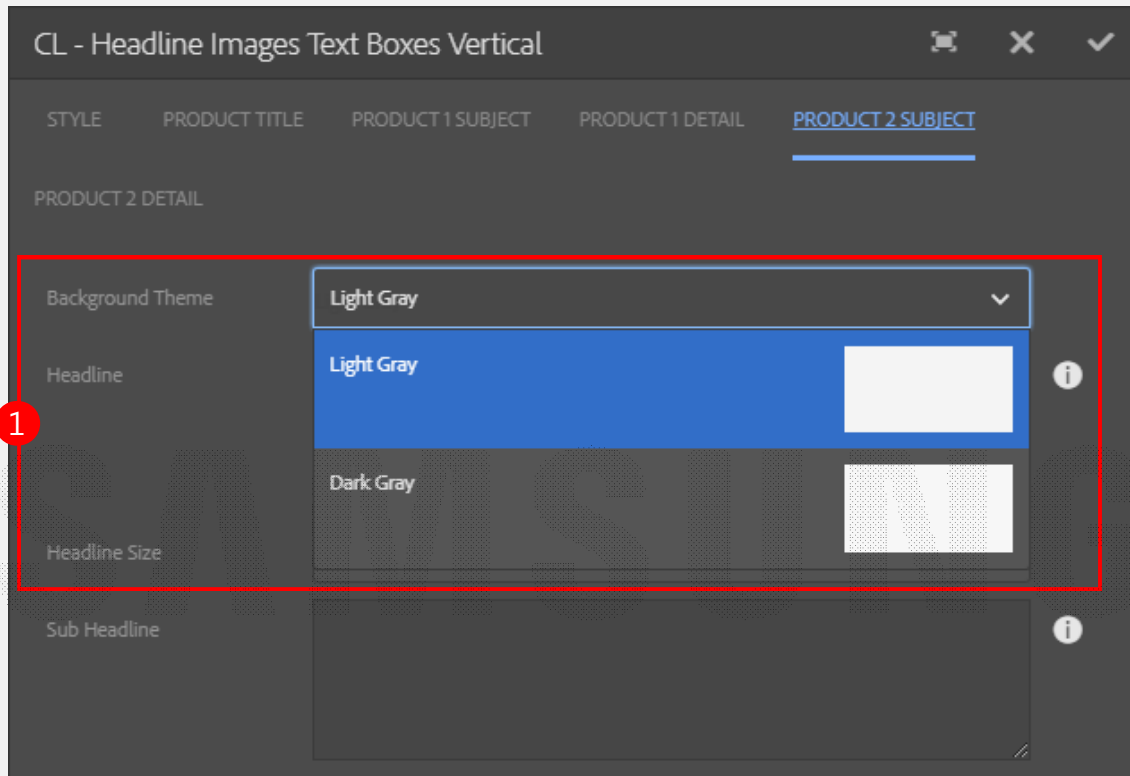 CL - Headline Images Text Boxes Vertical
STYLE PRODUCT TITLE PRODUCT 1 SUBJECT PRODUCT 1 DETAIL PRODUCT 2 SUBJECT
PRODUCT 2 DETAIL
Background Theme Light Gray
Headline Light Gray
1
Dark Gray
SAMSUNG
Headline Size
Sub Headline